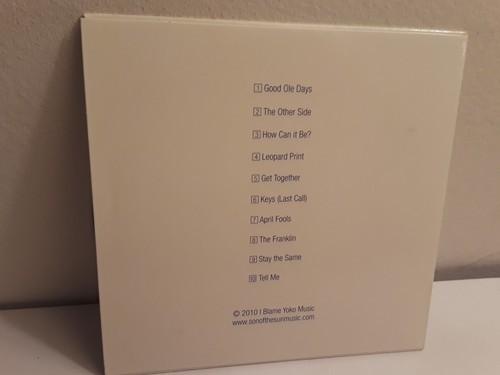 1 Good Ole Days
2 The Other Side
3 How Can it Be?
4 Leopard Print
5 Get Together
6 Keys (Last Call)
7 April Fools
8 The Franklin
9 Stay the Same
10 Tell Me
© 2010 I Blame Yoko Music
www.sonofthesunmusic.com